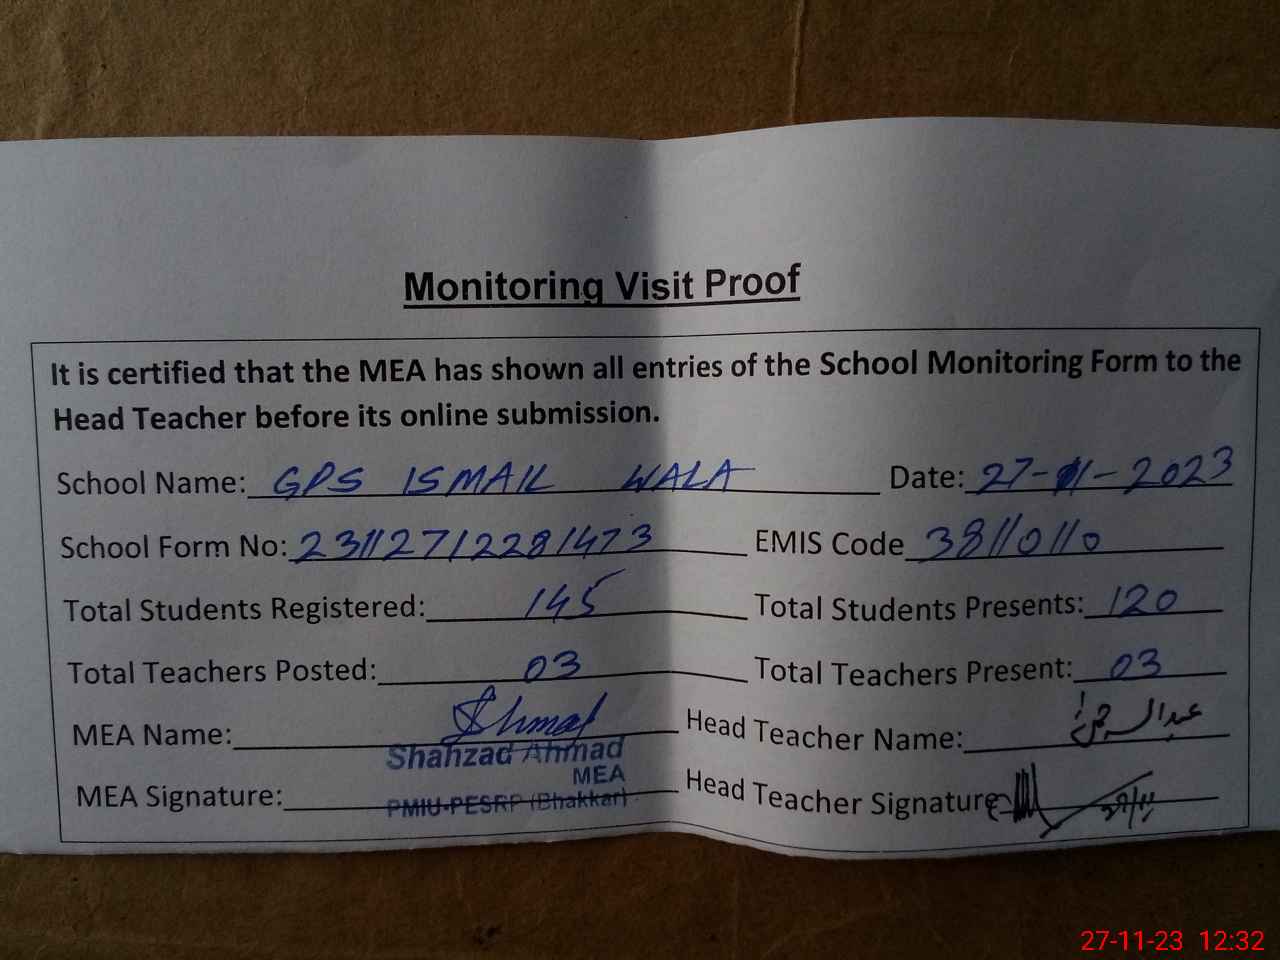 Monitoring Visit Proof
It is certified that the MEA has shown all entries of the School Monitoring Form to the
Head Teacher before its online submission.
School Name: GPS ISMAIL WALA Date: 27-11-2023
School Form No: 231127122281473 EMIS Code 38110110
Total Students Registered: 145 Total Students Presents: 120
Total Teachers Posted: 03 Total Teachers Present: 03
MEA Name: Head Teacher Name: عبدالرحمٰن
Shahzad Ahmad
MEA
MEA Signature: PMIU-PESRP (Bhakkar) Head Teacher Signature
27-11-23 12:32